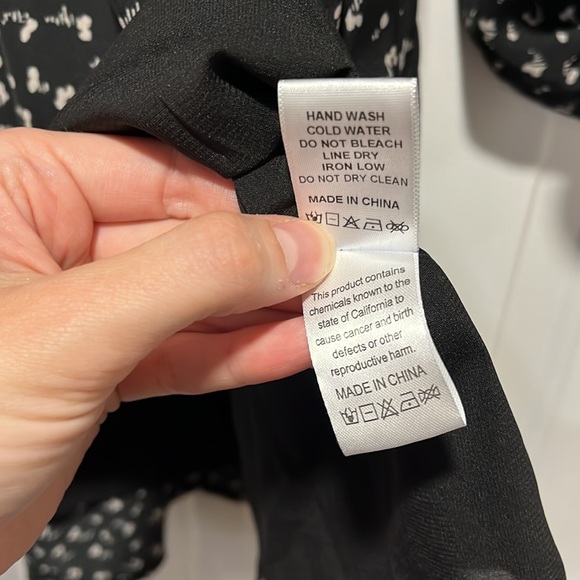 HAND WASH
COLD WATER
DO NOT BLEACH
LINE DRY
IRON LOW
DO NOT DRY CLEAN
MADE IN CHINA
This product contains
chemicals known to the
state of California to
cause cancer and birth
defects or other
reproductive harm.
MADE IN CHINA